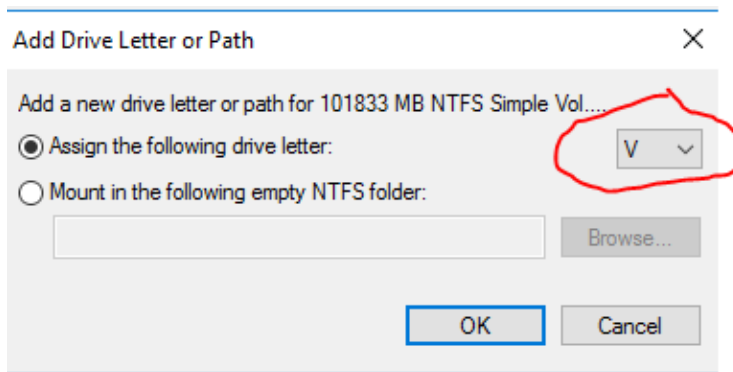 Add Drive Letter or Path
Add a new drive letter or path for 101833 MB NTFS Simple Vol....
Assign the following drive letter:
V
Mount in the following empty NTFS folder:
Browse...
OK Cancel